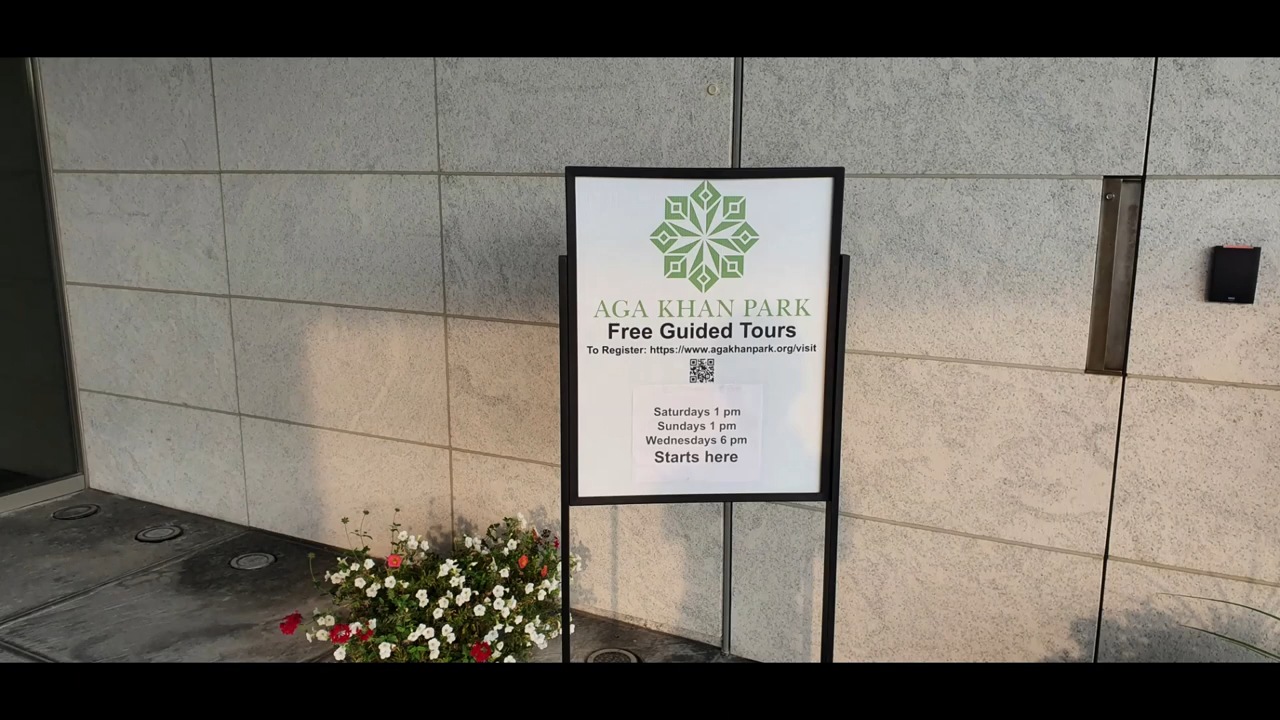 AGA KHAN PARK
Free Guided Tours
To Register: https://www.agakhanpark.org/visit
Saturdays 1 pm
Sundays 1 pm
Wednesdays 6 pm
Starts here